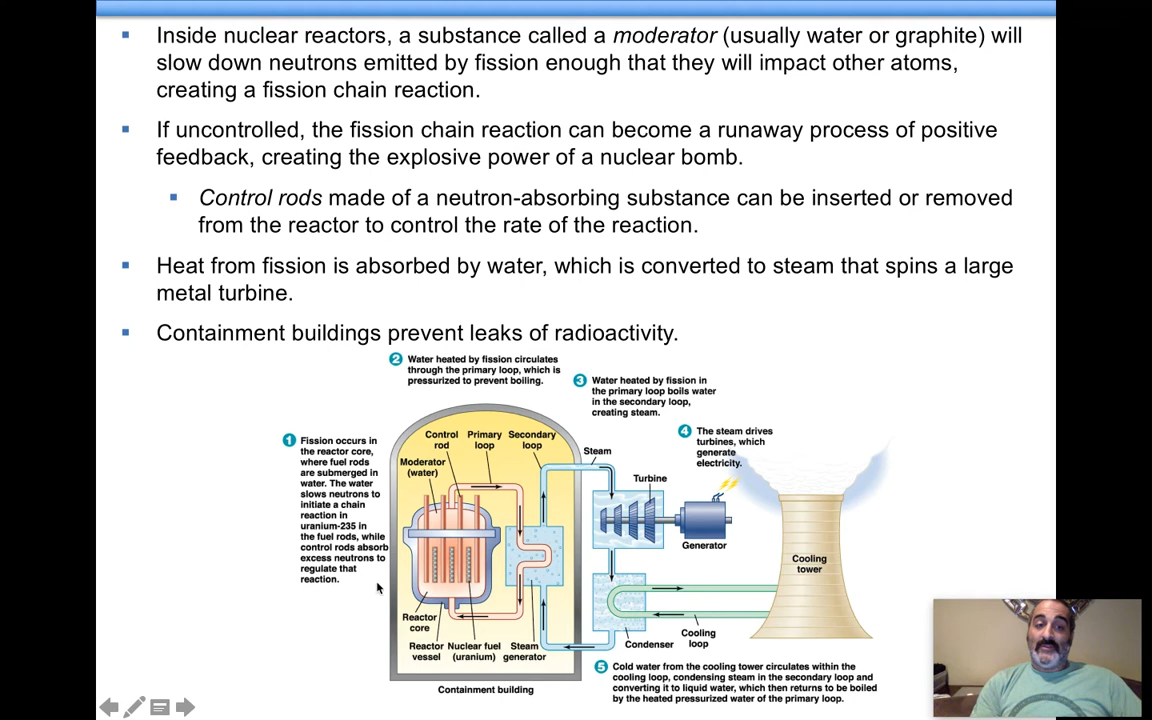 Inside nuclear reactors, a substance called a moderator (usually water or graphite) will
slow down neutrons emitted by fission enough that they will impact other atoms,
creating a fission chain reaction.
If uncontrolled, the fission chain reaction can become a runaway process of positive
feedback, creating the explosive power of a nuclear bomb.
Control rods made of a neutron-absorbing substance can be inserted or removed
from the reactor to control the rate of the reaction.
Heat from fission is absorbed by water, which is converted to steam that spins a large
metal turbine.
Containment buildings prevent leaks of radioactivity.
1 Fission occurs in
the reactor core,
where fuel rods
are submerged in
water. The water
slows neutrons to
initiate a chain
reaction in
uranium-235 in
the fuel rods, while
control rods absorb
excess neutrons to
regulate that
reaction.
2 Water heated by fission circulates
through the primary loop, which is
pressurized to prevent boiling.
3 Water heated by fission in
the primary loop boils water
in the secondary loop,
creating steam.
4 The steam drives
turbines, which
generate
electricity.
Control
rod
Primary
loop
Secondary
loop
Moderator
(water)
Steam
Turbine
Generator
Cooling
tower
Reactor
core
Reactor
vessel
Nuclear fuel
(uranium)
Steam
generator
Condenser
Cooling
loop
Containment building
5 Cold water from the cooling tower circulates within the
cooling loop, condensing steam in the secondary loop and
converting it to liquid water, which then returns to be boiled
by the heated pressurized water of the primary loop.